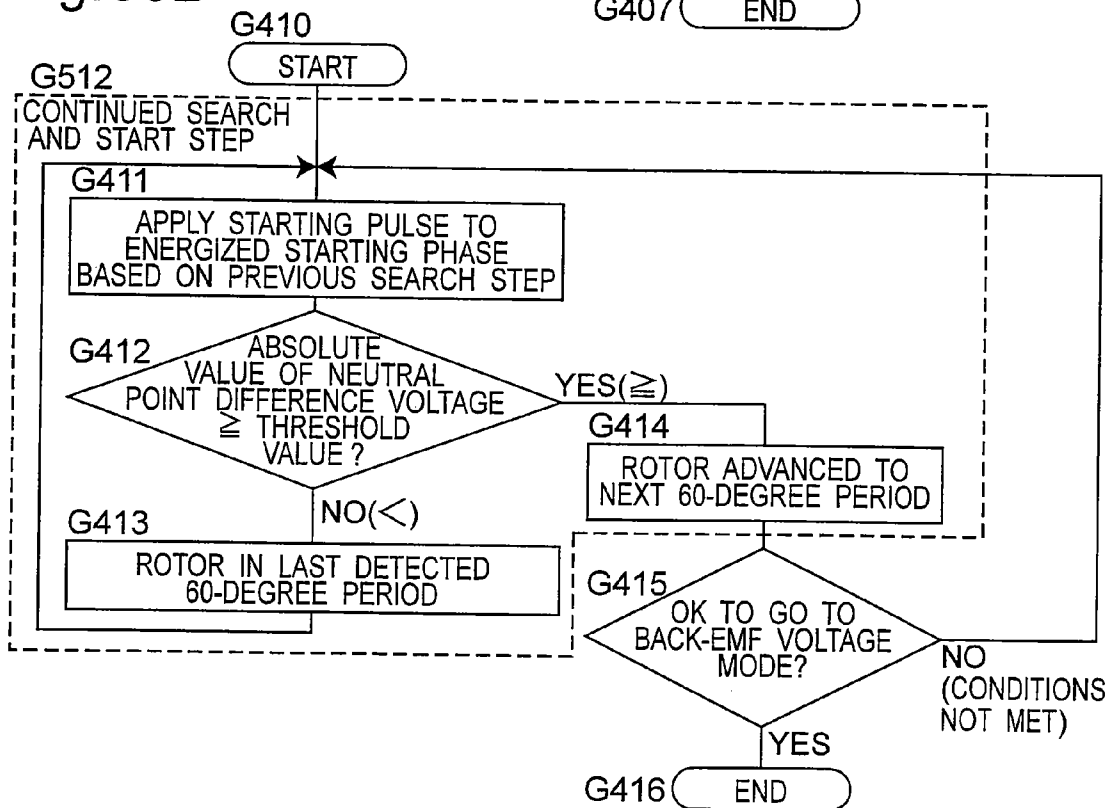 G407
END
G410
START
G512
CONTINUED SEARCH
AND START STEP
G411
APPLY STARTING PULSE TO
ENERGIZED STARTING PHASE
BASED ON PREVIOUS SEARCH STEP
G412
ABSOLUTE
VALUE OF NEUTRAL
POINT DIFFERENCE VOLTAGE
≧ THRESHOLD
VALUE?
YES(≧)
G414
ROTOR ADVANCED TO
NEXT 60-DEGREE PERIOD
NO(<)
G413
ROTOR IN LAST DETECTED
60-DEGREE PERIOD
G415
OK TO GO TO
BACK-EMF VOLTAGE
MODE?
NO
(CONDITIONS
NOT MET)
YES
G416
END